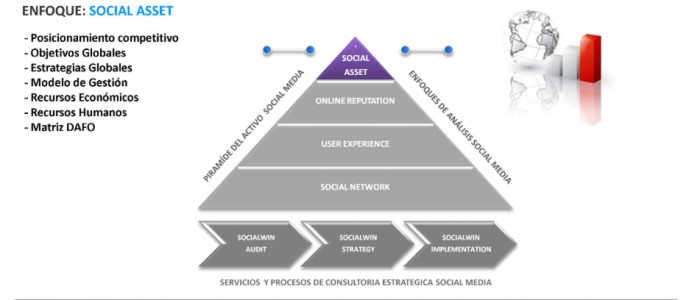 ENFOQUE: SOCIAL ASSET
- Posicionamiento competitivo
- Objetivos Globales
- Estrategias Globales
- Modelo de Gestión
- Recursos Económicos
- Recursos Humanos
- Matriz DAFO
PIRAMÍDE DEL ACTIVO SOCIAL MEDIA
SOCIAL
ASSET
ONLINE REPUTATION
USER EXPERIENCE
SOCIAL NETWORK
ENFOQUES DE ANÁLISIS SOCIAL MEDIA
SOCIALWIN
AUDIT
SOCIALWIN
STRATEGY
SOCIALWIN
IMPLEMENTATION
SERVICIOS Y PROCESOS DE CONSULTORIA ESTRATEGICA SOCIAL MEDIA